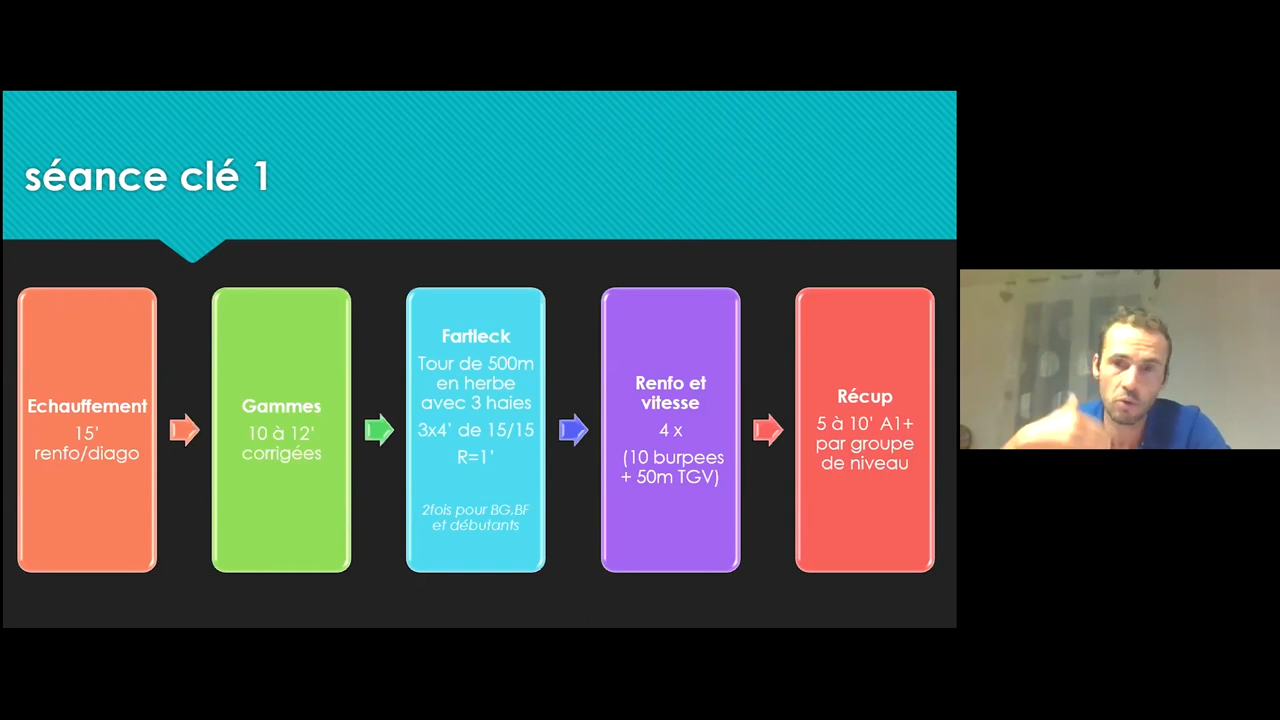 séance clé 1
Echauffement
15'
renfo/diago
Gammes
10 à 12'
corrigées
Fartleck
Tour de 500m
en herbe
avec 3 haies
3x4' de 15/15
R=1'
2fois pour BG,BF
et débutants
Renfo et
vitesse
4 x
(10 burpees
+ 50m TGV)
Récup
5 à 10' A1+
par groupe
de niveau